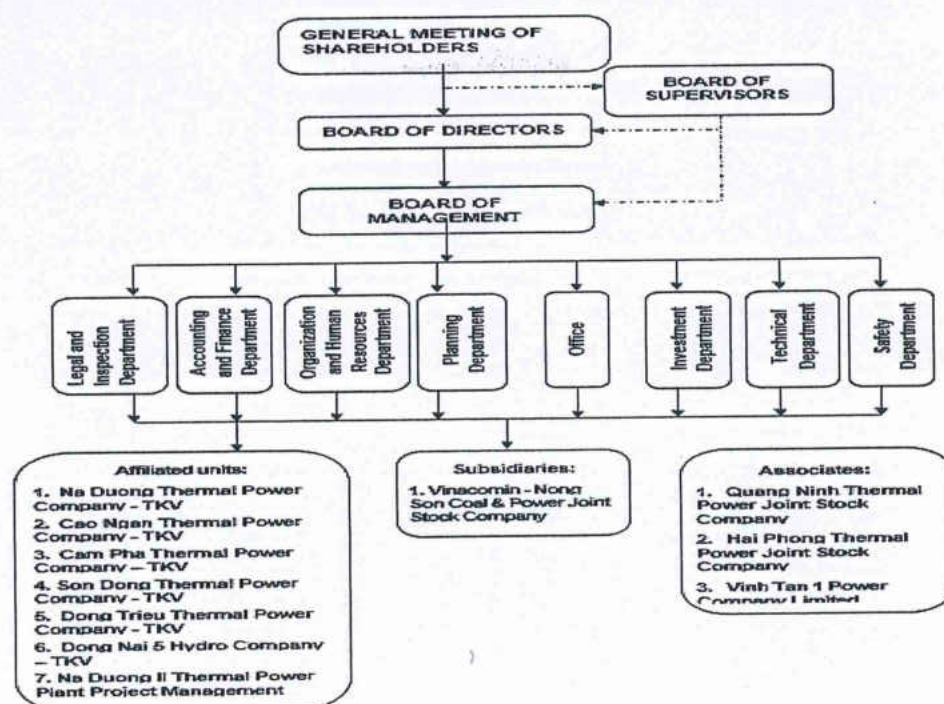 GENERAL MEETING OF
SHAREHOLDERS
BOARD OF
SUPERVISORS
BOARD OF DIRECTORS
BOARD OF
MANAGEMENT
Legal and
Inspection
Department
Accounting
and Finance
Department
Organization
and Human
Resources
Department
Planning
Department
Office
Investment
Department
Technical
Department
Safety
Department
Affiliated units:
1. Na Duong Thermal Power
Company - TKV
2. Cao Ngan Thermal Power
Company - TKV
3. Cam Pha Thermal Power
Company – TKV
4. Son Dong Thermal Power
Company - TKV
5. Dong Trieu Thermal Power
Company - TKV
6. Dong Nai 5 Hydro Company
– TKV
7. Na Duong II Thermal Power
Plant Project Management
Subsidiaries:
1. Vinacomin - Nong
Son Coal & Power Joint
Stock Company
Associates:
1. Quang Ninh Thermal
Power Joint Stock
Company
2. Hai Phong Thermal
Power Joint Stock
Company
3. Vinh Tan 1 Power
Company Limited